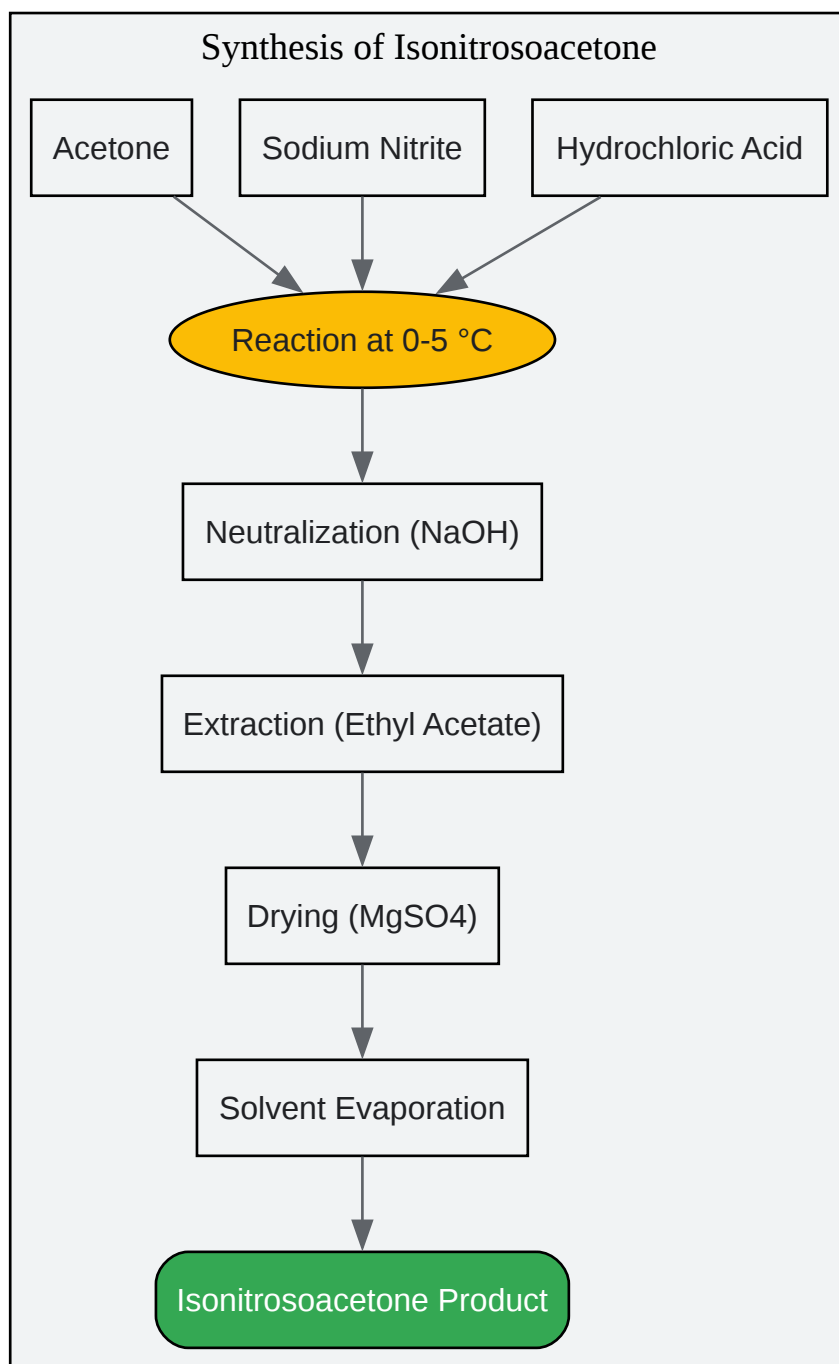 Synthesis of Isonitrosoacetone
Acetone
Sodium Nitrite
Hydrochloric Acid
Reaction at 0-5 °C
Neutralization (NaOH)
Extraction (Ethyl Acetate)
Drying (MgSO4)
Solvent Evaporation
Isonitrosoacetone Product